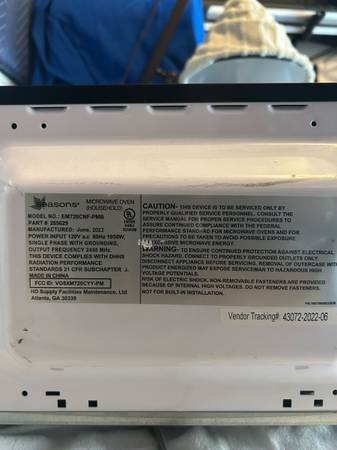 Seasons®
MICROWAVE OVEN
(HOUSEHOLD)
MODEL NO.: EM720CNF-PMB
PART # 285629
MANUFACTURED: June, 2022
POWER INPUT 120V a.c. 60Hz 1050W,
SINGLE PHASE WITH GROUNDING,
OUTPUT FREQUENCY 2450 MHz.
THIS UNIT COMPLIES WITH DHHS
RADIATION PERFORMANCE
STANDARDS 21 CFR SUBCHAPTER J.
MADE IN CHINA
FCC ID: VG8XM720CYY-PM
HD Supply Facilities Maintenance, Ltd.
Atlanta, GA 30339
CAUTION- THIS DEVICE IS TO BE SERVICED ONLY BY
PROPERLY QUALIFIED SERVICE PERSONNEL. CONSULT THE
SERVICE MANUAL FOR PROPER SERVICE PROCEDURES TO
ASSURE CONTINUED COMPLIANCE WITH THE FEDERAL
PERFORMANCE STANDARD FOR MICROWAVE OVENS AND FOR
PRECAUTIONS TO BE TAKEN TO AVOID POSSIBLE EXPOSURE
TO EXCESSIVE MICROWAVE ENERGY.
WARNING- TO ENSURE CONTINUED PROTECTION AGAINST ELECTRICAL
SHOCK HAZARD, CONNECT TO PROPERLY GROUNDED OUTLETS ONLY.
DISCONNECT APPLIANCE BEFORE SERVICING. REMOVAL OF OUTERCASE WITH
PRODUCT ENERGIZED MAY EXPOSE SERVICEMAN TO HAZARDOUS HIGH
VOLTAGE POTENTIALS.
RISK OF ELECTRIC SHOCK, NON-REMOVABLE FASTENERS ARE PROVIDED
BECAUSE OF INTERNAL HIGH VOLTAGES. DO NOT REMOVE FASTENERS.
NOT FOR BUILT-IN INSTALLATION.
Vendor Tracking# 43072-2022-06